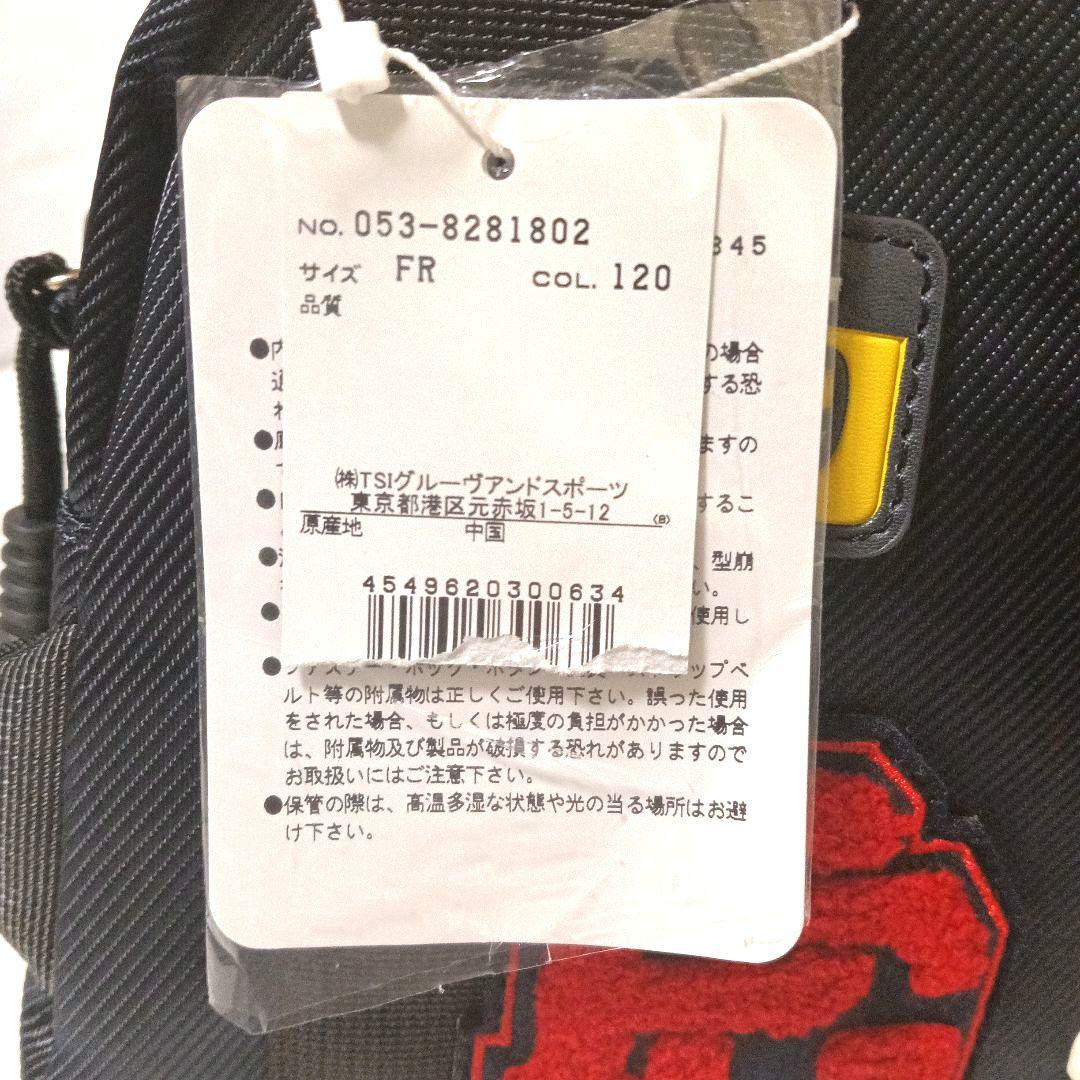 NO. 053-8281802
345
サイズ FR COL. 120
品質
の場合
する恐
ますの
㈱TSIグルーヴアンドスポーツ
東京都港区元赤坂1-5-12
(B)
するこ
原産地 中国
、型崩
い。
4549620300634
使用し
ップベ
ルト等の附属物は正しくご使用下さい。誤った使用
をされた場合、もしくは極度の負担がかかった場合
は、附属物及び製品が破損する恐れがありますので
お取扱いにはご注意下さい。
●保管の際は、高温多湿な状態や光の当る場所はお避
け下さい。